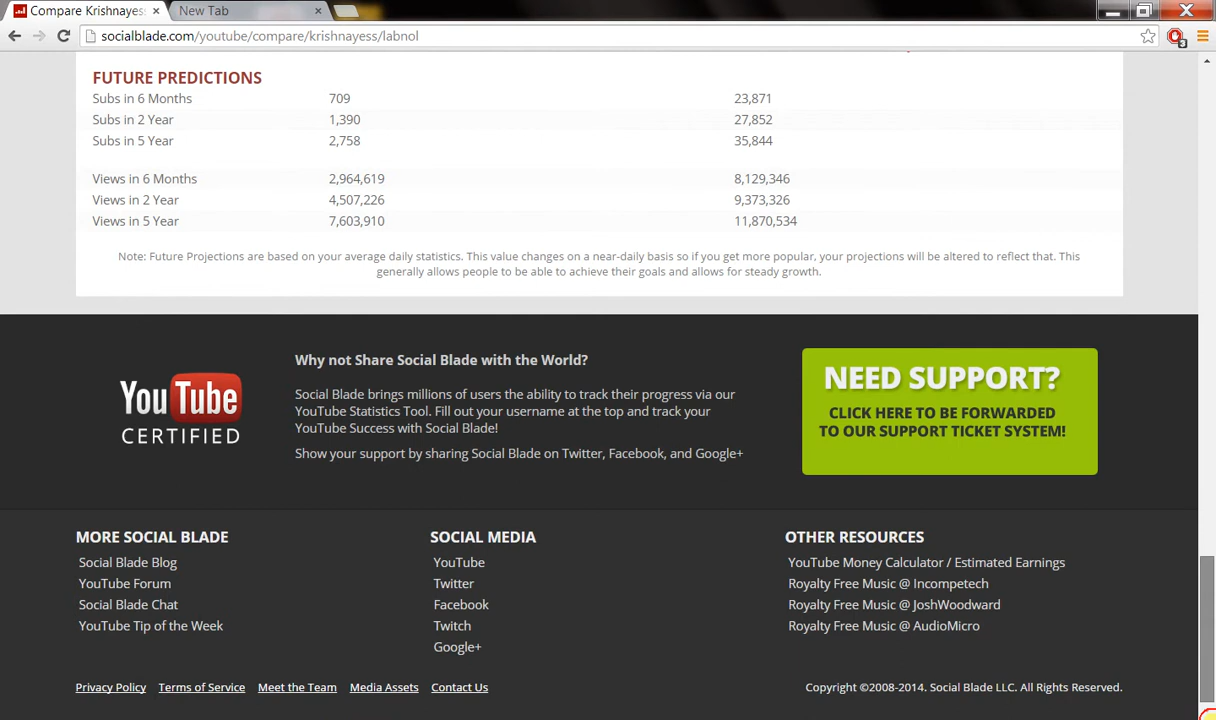 Compare Krishnayess
New Tab
socialblade.com/youtube/compare/krishnayess/labnol
3
FUTURE PREDICTIONS
Subs in 6 Months 709 23,871
Subs in 2 Year 1,390 27,852
Subs in 5 Year 2,758 35,844
Views in 6 Months 2,964,619 8,129,346
Views in 2 Year 4,507,226 9,373,326
Views in 5 Year 7,603,910 11,870,534
Note: Future Projections are based on your average daily statistics. This value changes on a near-daily basis so if you get more popular, your projections will be altered to reflect that. This
generally allows people to be able to achieve their goals and allows for steady growth.
YouTube
CERTIFIED
Why not Share Social Blade with the World?
Social Blade brings millions of users the ability to track their progress via our
YouTube Statistics Tool. Fill out your username at the top and track your
YouTube Success with Social Blade!
Show your support by sharing Social Blade on Twitter, Facebook, and Google+
NEED SUPPORT?
CLICK HERE TO BE FORWARDED
TO OUR SUPPORT TICKET SYSTEM!
MORE SOCIAL BLADE
Social Blade Blog
YouTube Forum
Social Blade Chat
YouTube Tip of the Week
SOCIAL MEDIA
YouTube
Twitter
Facebook
Twitch
Google+
OTHER RESOURCES
YouTube Money Calculator / Estimated Earnings
Royalty Free Music @ Incompetech
Royalty Free Music @ JoshWoodward
Royalty Free Music @ AudioMicro
Privacy Policy Terms of Service Meet the Team Media Assets Contact Us
Copyright ©2008-2014. Social Blade LLC. All Rights Reserved.